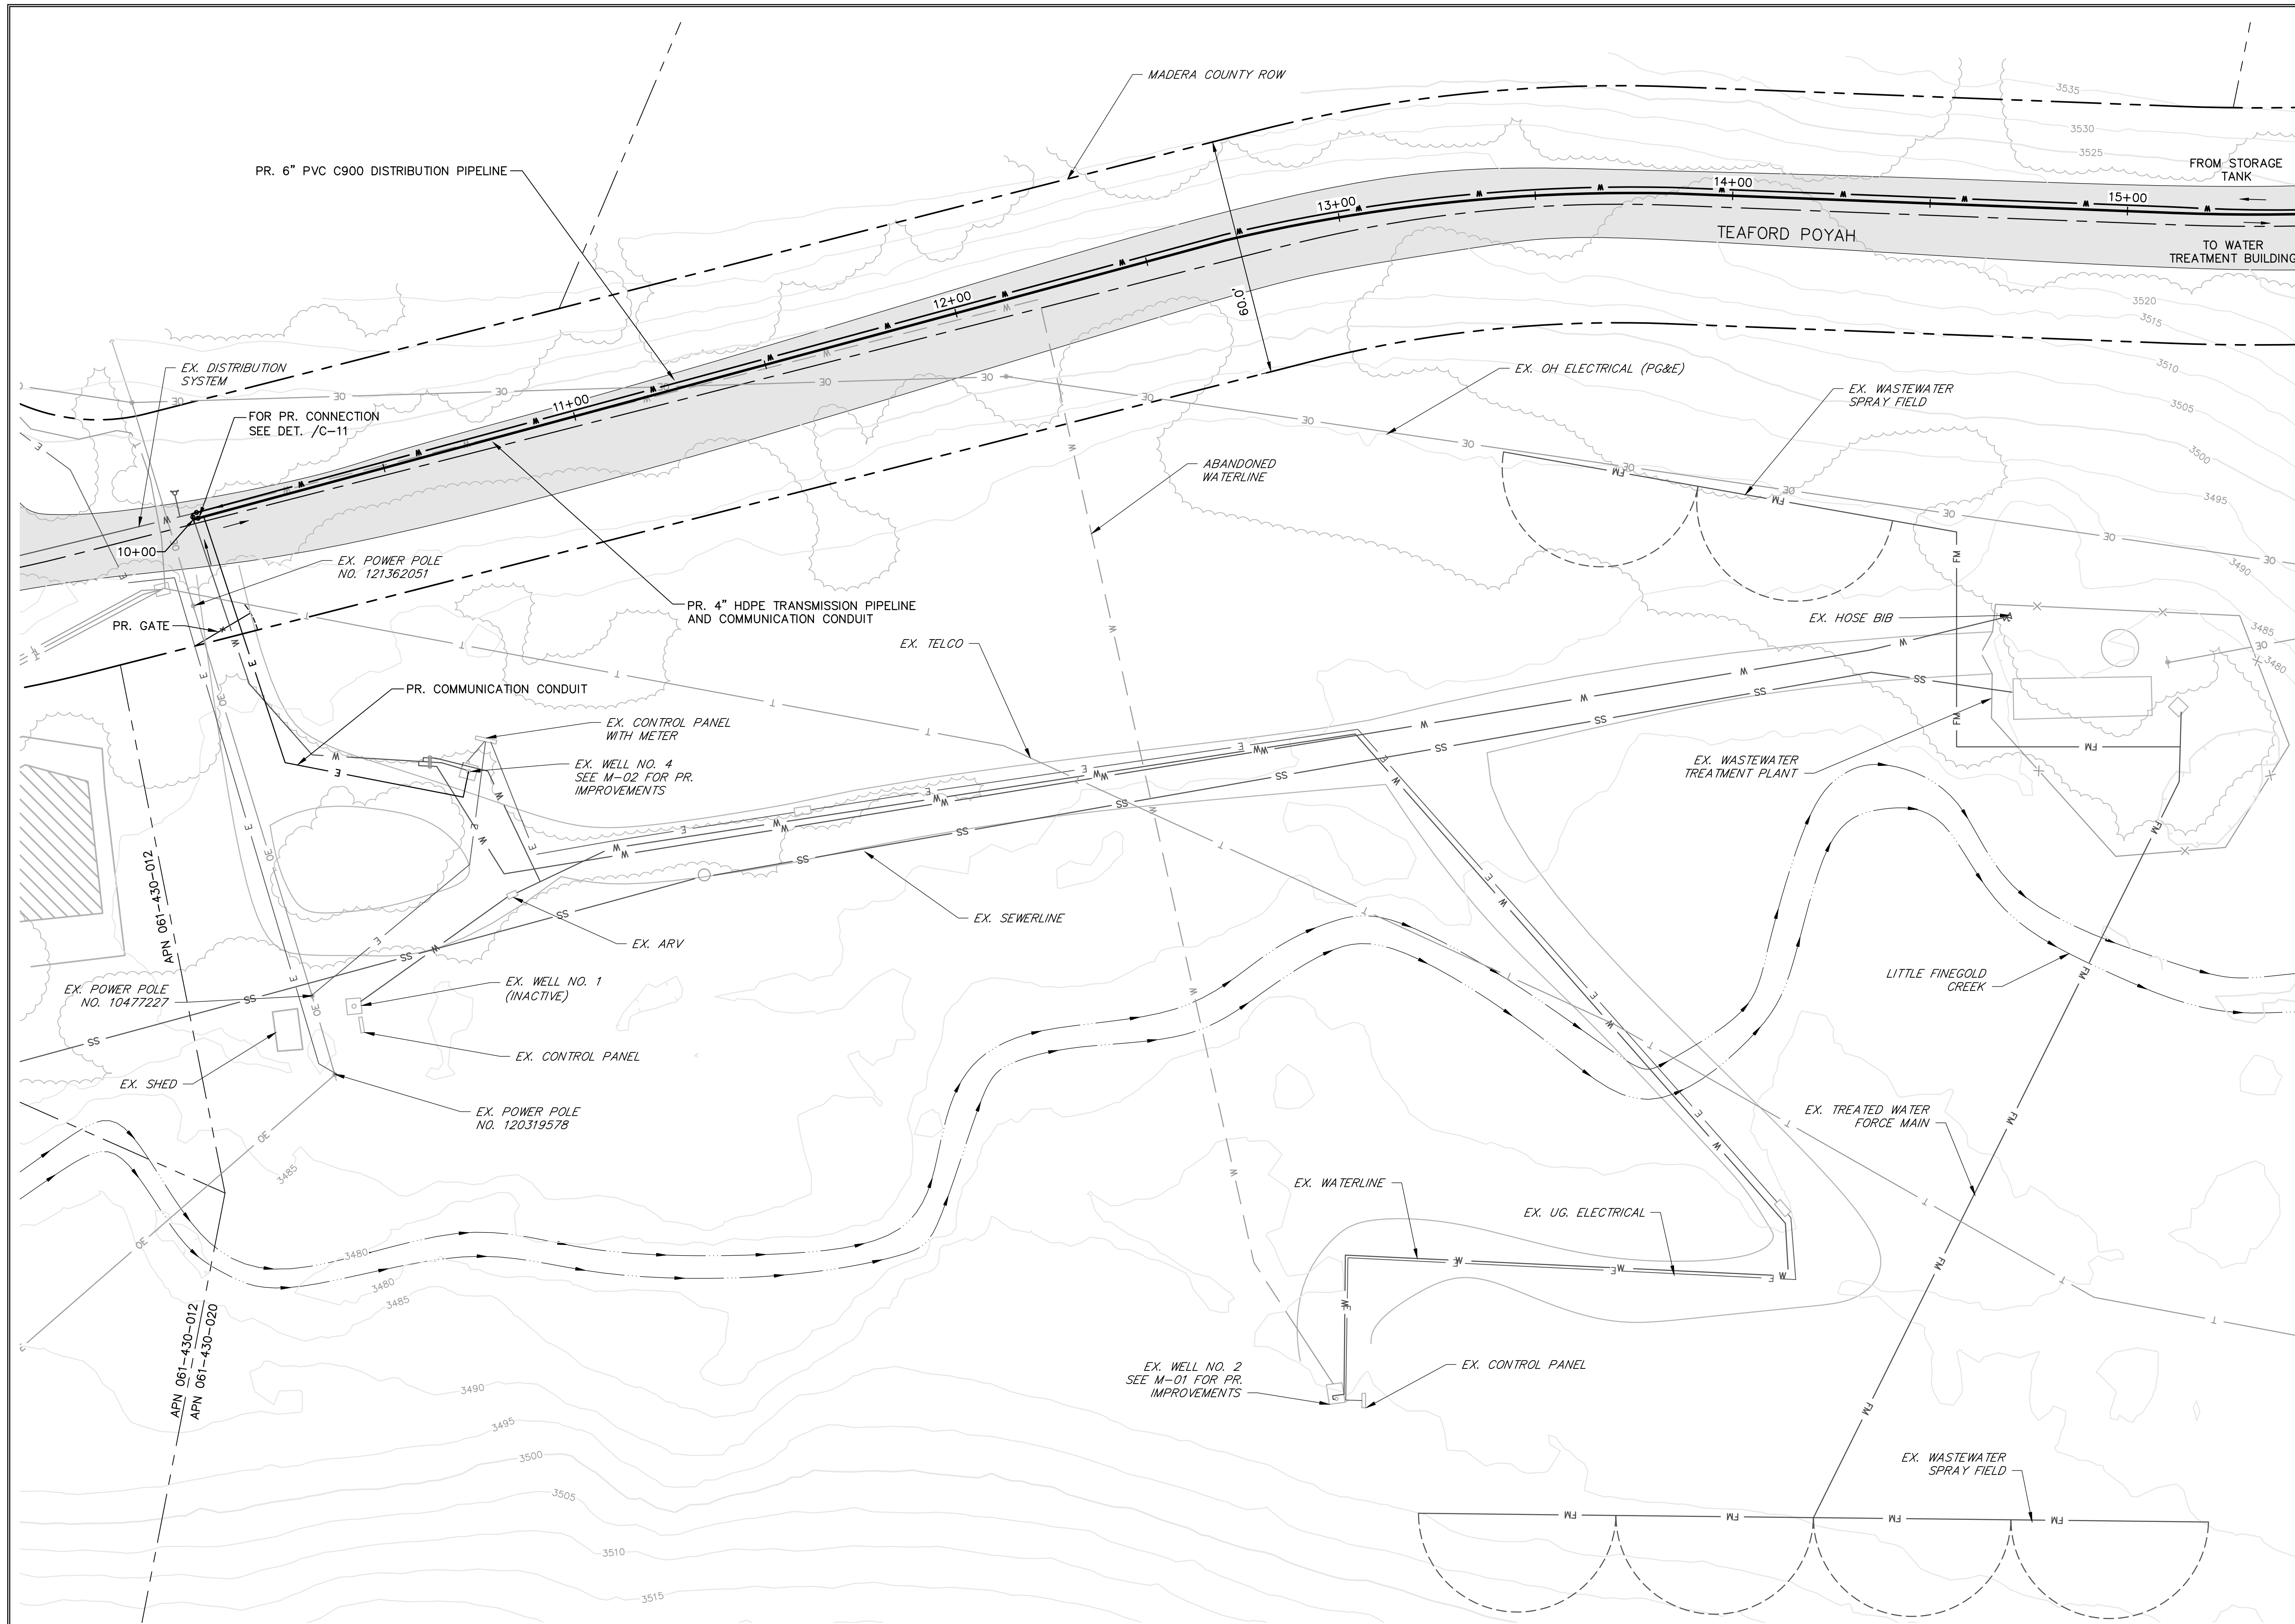 MADERA COUNTY ROW
PR. 6" PVC C900 DISTRIBUTION PIPELINE
3535
3530
3525
FROM STORAGE
TANK
14+00
15+00
13+00
TEAFORD POYAH
TO WATER
TREATMENT BUILDING
12+00
60.0'
3520
3515
3510
3505
3500
3495
3490
3485
3480
EX. DISTRIBUTION
SYSTEM
11+00
FOR PR. CONNECTION
SEE DET. /C-11
10+00
EX. OH ELECTRICAL (PG&E)
EX. WASTEWATER
SPRAY FIELD
ABANDONED
WATERLINE
EX. POWER POLE
NO. 121362051
PR. GATE
PR. 4" HDPE TRANSMISSION PIPELINE
AND COMMUNICATION CONDUIT
EX. HOSE BIB
EX. TELCO
PR. COMMUNICATION CONDUIT
EX. CONTROL PANEL
WITH METER
EX. WELL NO. 4
SEE M-02 FOR PR.
IMPROVEMENTS
EX. WASTEWATER
TREATMENT PLANT
APN 061-430-012
EX. SEWERLINE
EX. ARV
EX. WELL NO. 1
(INACTIVE)
EX. POWER POLE
NO. 10477227
LITTLE FINEGOLD
CREEK
EX. CONTROL PANEL
EX. SHED
EX. POWER POLE
NO. 120319578
EX. TREATED WATER
FORCE MAIN
3485
EX. WATERLINE
EX. UG. ELECTRICAL
3480
3480
3485
APN 061-430-012
APN 061-430-020
EX. WELL NO. 2
SEE M-01 FOR PR.
IMPROVEMENTS
EX. CONTROL PANEL
3490
3495
3500
3505
3510
3515
EX. WASTEWATER
SPRAY FIELD